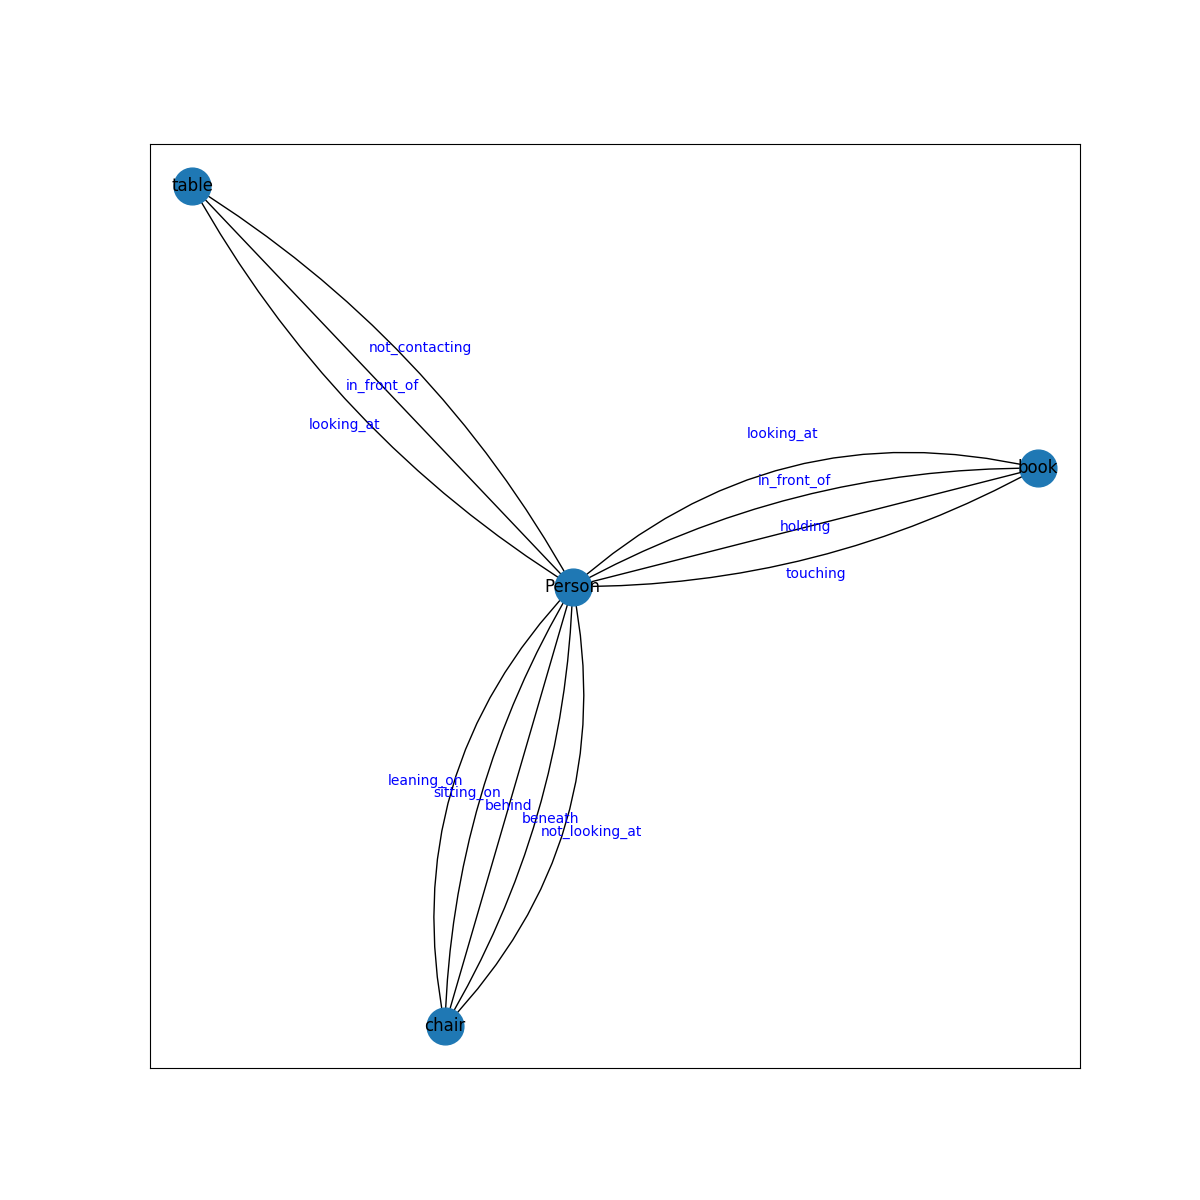 table
not_contacting
in_front_of
looking_at
looking_at
book
in_front_of
holding
touching
Person
leaning_on
sitting_on
behind
beneath
not_looking_at
chair